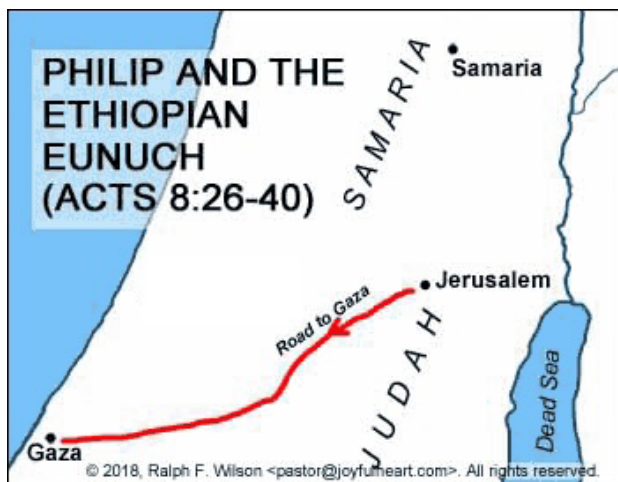 PHILIP AND THE
ETHIOPIAN
EUNUCH
(ACTS 8:26-40)
Samaria
SAMARIA
Jerusalem
Road to Gaza
JUDAH
Dead Sea
Gaza
© 2018, Ralph F. Wilson <pastor@joyfulheart.com>. All rights reserved.